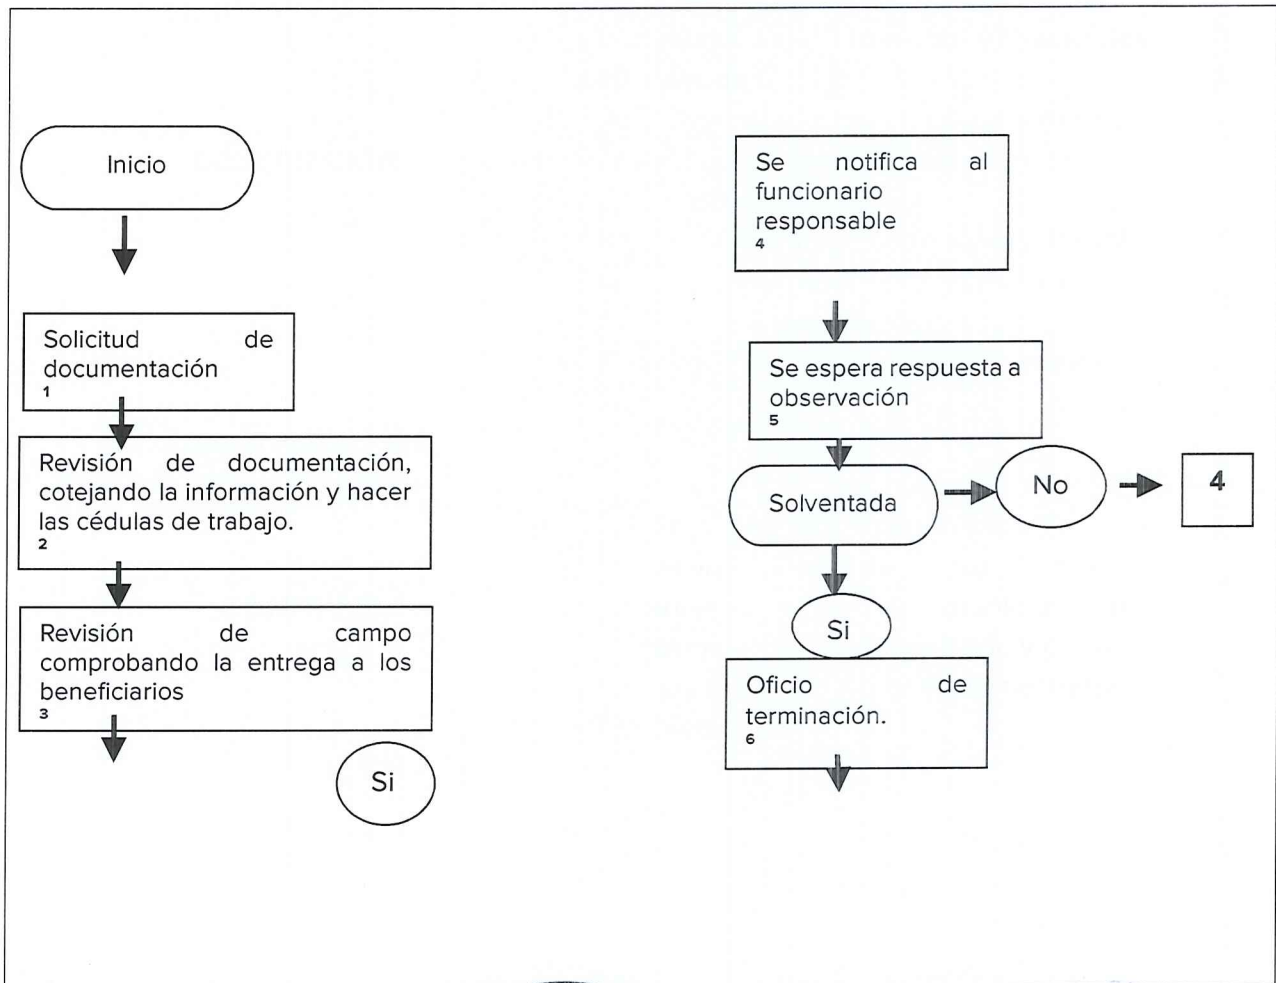 Inicio
Solicitud de
documentación
1
Revisión de documentación,
cotejando la información y hacer
las cédulas de trabajo.
2
Revisión de campo
comprobando la entrega a los
beneficiarios
3
Si
Se notifica al
funcionario
responsable
4
Se espera respuesta a
observación
5
Solventada
No
4
Si
Oficio de
terminación.
6